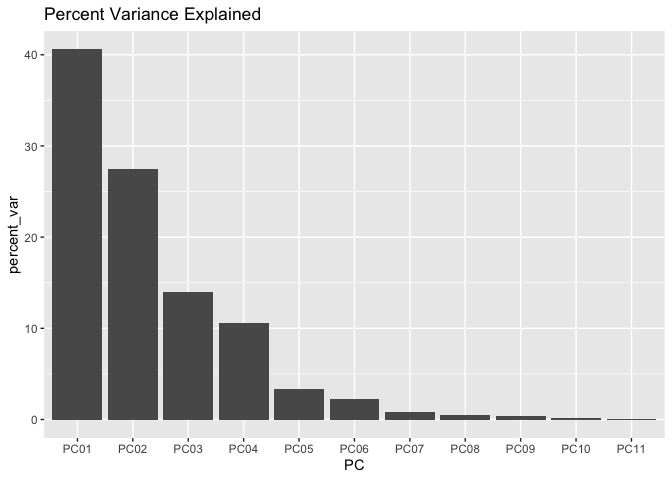 Percent Variance Explained
percent_var
40
30
20
10
0
PC01 PC02 PC03 PC04 PC05 PC06 PC07 PC08 PC09 PC10 PC11
PC